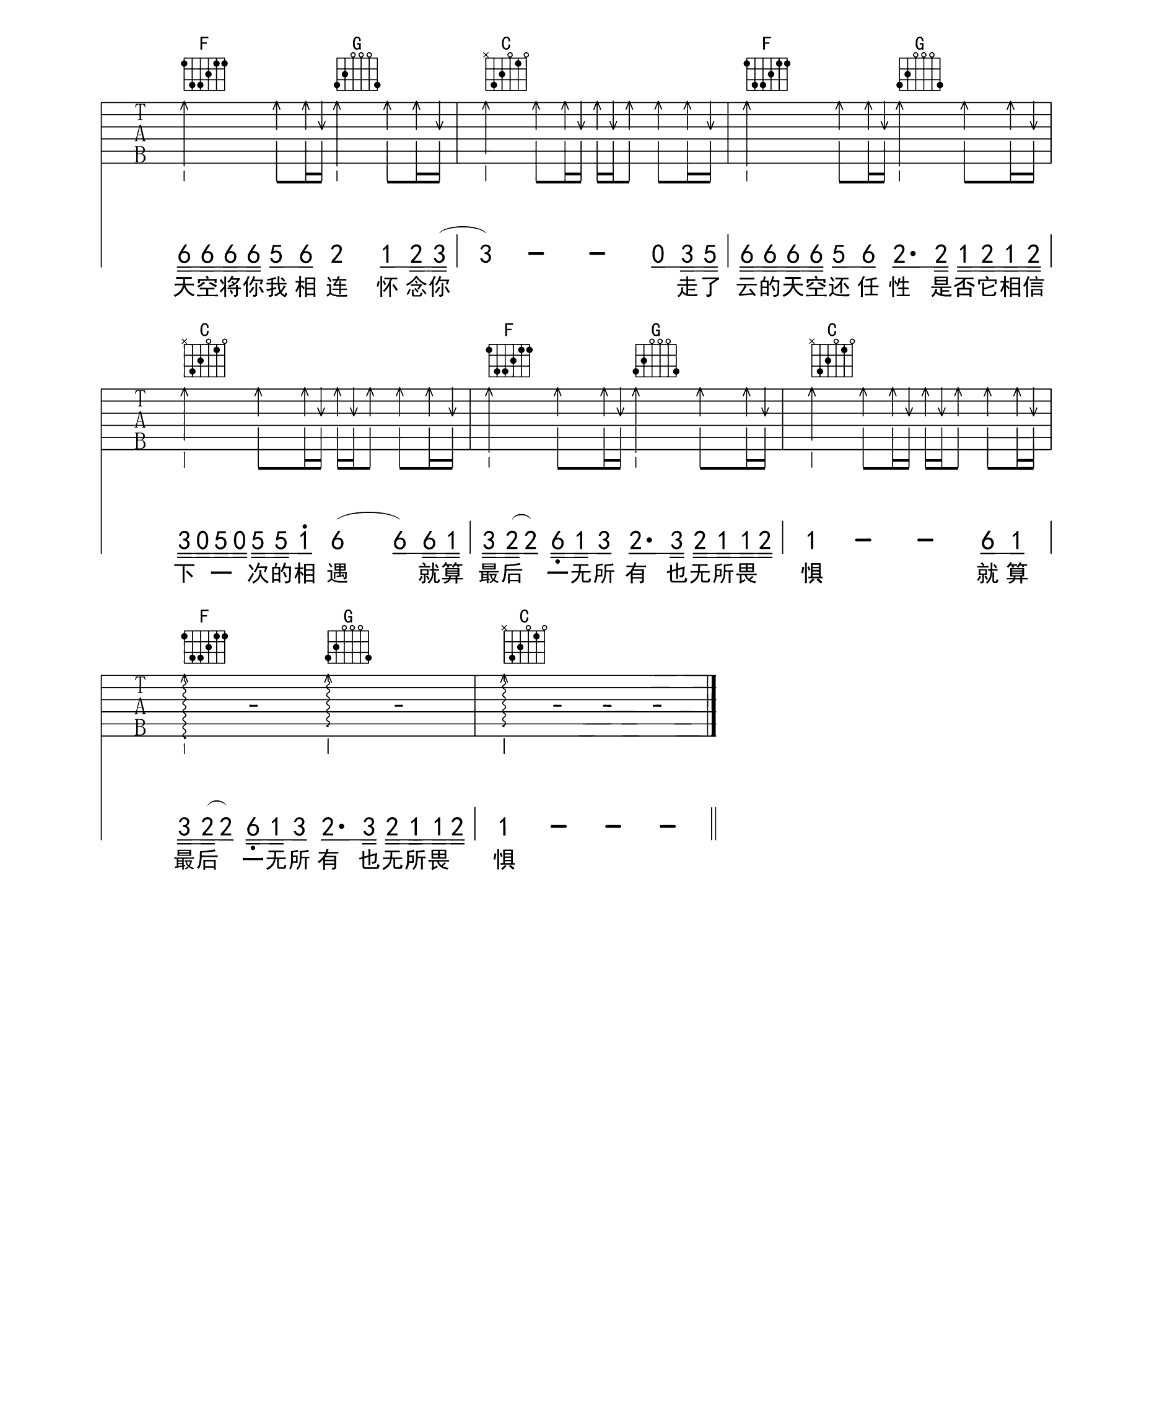 F G C F G
T
A
B
6 6 6 6 5 6 2 1 2 3 | 3 – – 0 3 5 | 6 6 6 6 5 6 2· 2 1 2 1 2 |
天空将你我相连 怀念你 走了 云的天空还任性 是否它相信
C F G C
T
A
B
3 0 5 0 5 5 1̇ 6 6 6 1 | 3 2 2 6̣ 1 3 2· 3 2 1 1 2 | 1 – – 6 1 |
下一次的相遇 就算 最后 一无所有 也无所畏 惧 就算
F G C
T
A
B
– – – – –
3 2 2 6̣ 1 3 2· 3 2 1 1 2 | 1 – – – ||
最后 一无所有 也无所畏 惧